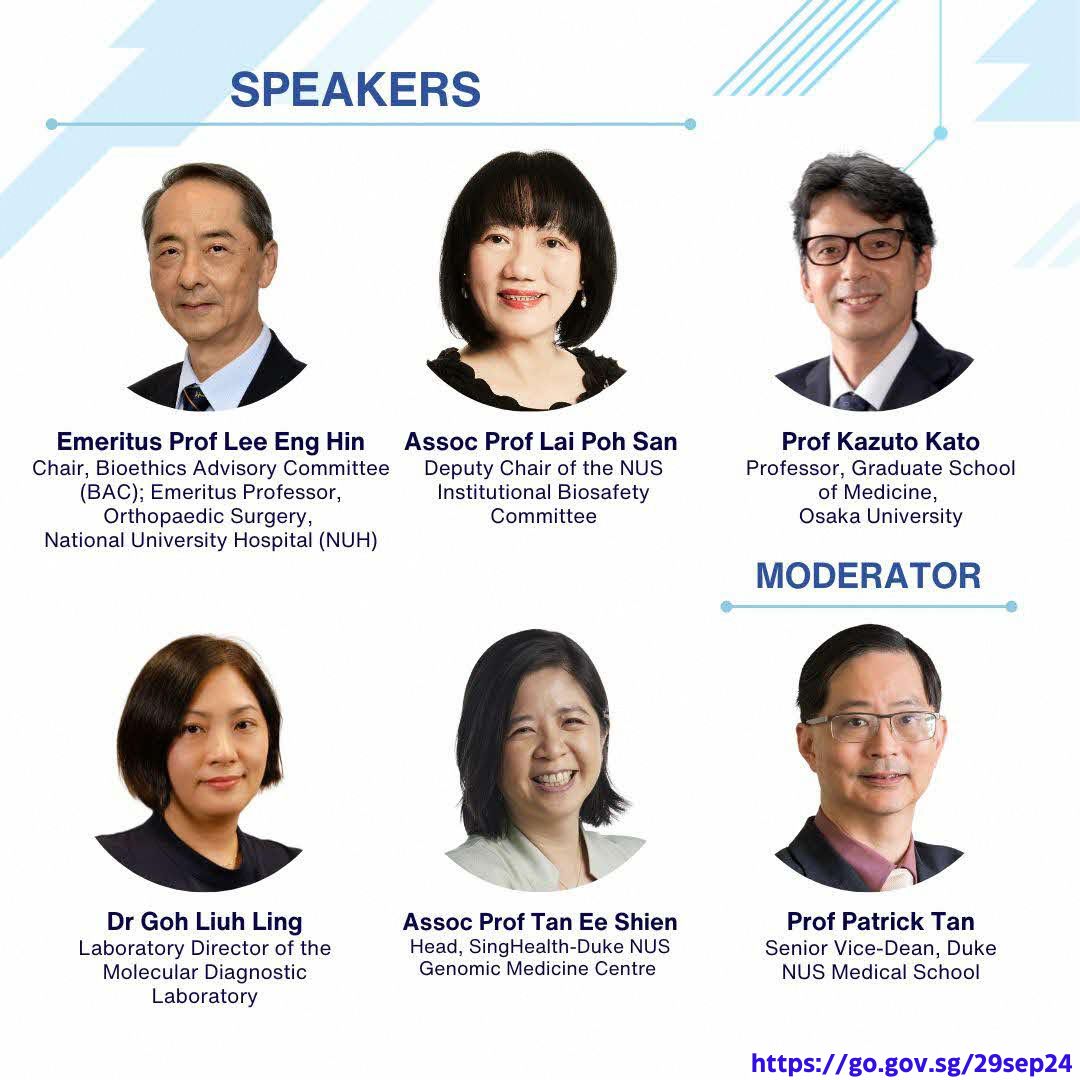 SPEAKERS
Emeritus Prof Lee Eng Hin
Chair, Bioethics Advisory Committee
(BAC); Emeritus Professor,
Orthopaedic Surgery,
National University Hospital (NUH)
Assoc Prof Lai Poh San
Deputy Chair of the NUS
Institutional Biosafety
Committee
Prof Kazuto Kato
Professor, Graduate School
of Medicine,
Osaka University
Dr Goh Liuh Ling
Laboratory Director of the
Molecular Diagnostic
Laboratory
Assoc Prof Tan Ee Shien
Head, SingHealth-Duke NUS
Genomic Medicine Centre
MODERATOR
Prof Patrick Tan
Senior Vice-Dean, Duke
NUS Medical School
https://go.gov.sg/29sep24